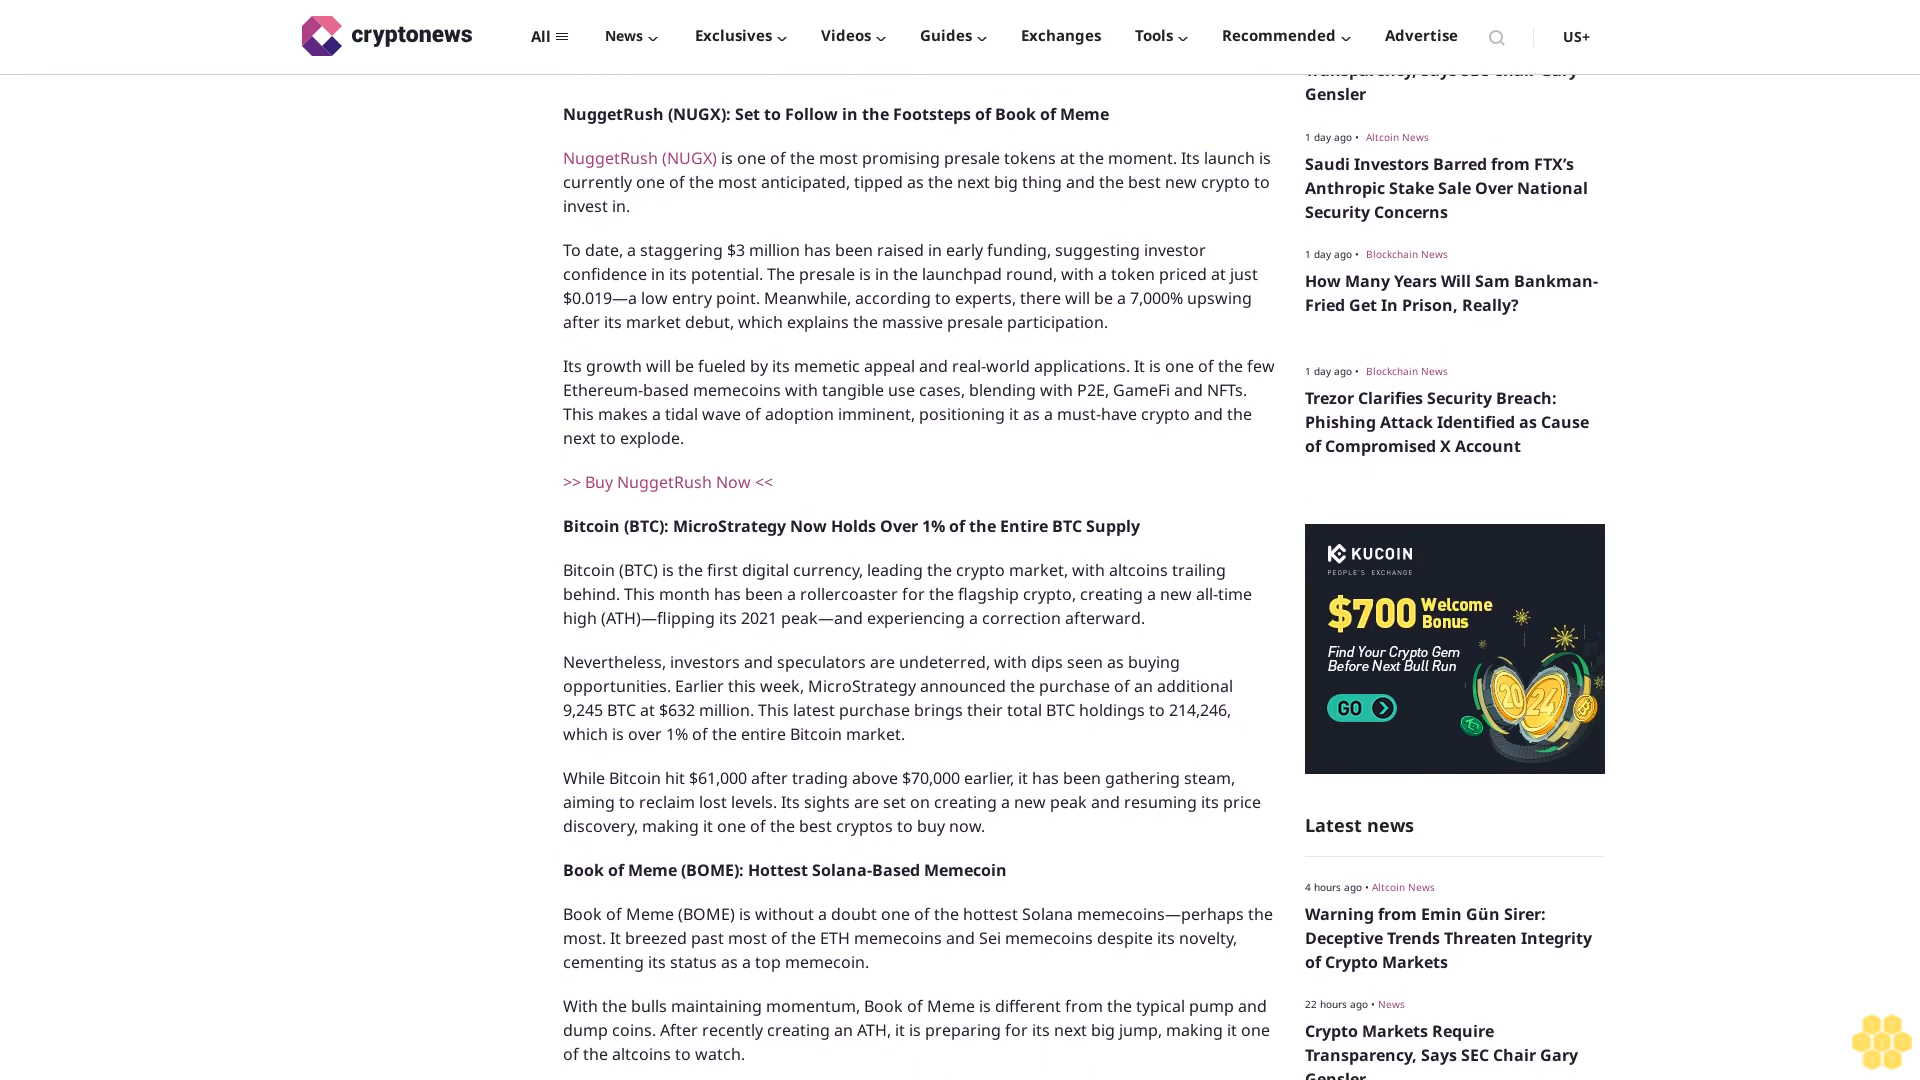 cryptonews
All
News
Exclusives
Videos
Guides
Exchanges
Tools
Recommended
Advertise
US+
NuggetRush (NUGX): Set to Follow in the Footsteps of Book of Meme
NuggetRush (NUGX) is one of the most promising presale tokens at the moment. Its launch is
currently one of the most anticipated, tipped as the next big thing and the best new crypto to
invest in.
To date, a staggering $3 million has been raised in early funding, suggesting investor
confidence in its potential. The presale is in the launchpad round, with a token priced at just
$0.019—a low entry point. Meanwhile, according to experts, there will be a 7,000% upswing
after its market debut, which explains the massive presale participation.
Its growth will be fueled by its memetic appeal and real-world applications. It is one of the few
Ethereum-based memecoins with tangible use cases, blending with P2E, GameFi and NFTs.
This makes a tidal wave of adoption imminent, positioning it as a must-have crypto and the
next to explode.
>> Buy NuggetRush Now <<
Bitcoin (BTC): MicroStrategy Now Holds Over 1% of the Entire BTC Supply
Bitcoin (BTC) is the first digital currency, leading the crypto market, with altcoins trailing
behind. This month has been a rollercoaster for the flagship crypto, creating a new all-time
high (ATH)—flipping its 2021 peak—and experiencing a correction afterward.
Nevertheless, investors and speculators are undeterred, with dips seen as buying
opportunities. Earlier this week, MicroStrategy announced the purchase of an additional
9,245 BTC at $632 million. This latest purchase brings their total BTC holdings to 214,246,
which is over 1% of the entire Bitcoin market.
While Bitcoin hit $61,000 after trading above $70,000 earlier, it has been gathering steam,
aiming to reclaim lost levels. Its sights are set on creating a new peak and resuming its price
discovery, making it one of the best cryptos to buy now.
Book of Meme (BOME): Hottest Solana-Based Memecoin
Book of Meme (BOME) is without a doubt one of the hottest Solana memecoins—perhaps the
most. It breezed past most of the ETH memecoins and Sei memecoins despite its novelty,
cementing its status as a top memecoin.
With the bulls maintaining momentum, Book of Meme is different from the typical pump and
dump coins. After recently creating an ATH, it is preparing for its next big jump, making it one
of the altcoins to watch.
Transparency, Says SEC Chair Gary
Gensler
1 day ago • Altcoin News
Saudi Investors Barred from FTX’s
Anthropic Stake Sale Over National
Security Concerns
1 day ago • Blockchain News
How Many Years Will Sam Bankman-
Fried Get In Prison, Really?
1 day ago • Blockchain News
Trezor Clarifies Security Breach:
Phishing Attack Identified as Cause
of Compromised X Account
KUCOIN
PEOPLE'S EXCHANGE
$700 Welcome
Bonus
Find Your Crypto Gem
Before Next Bull Run
GO
20
24
Latest news
4 hours ago • Altcoin News
Warning from Emin Gün Sirer:
Deceptive Trends Threaten Integrity
of Crypto Markets
22 hours ago • News
Crypto Markets Require
Transparency, Says SEC Chair Gary
Gensler